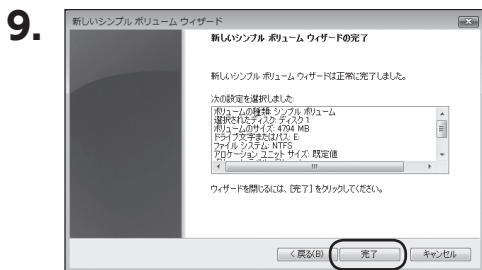 9.
新しいシンプル ボリューム ウィザード
新しいシンプル ボリューム ウィザードの完了
新しいシンプル ボリューム ウィザードは正常に完了しました。
次の設定を選択しました:
ボリュームの種類: シンプル ボリューム
選択されたディスク: ディスク 1
ボリュームのサイズ: 4794 MB
ドライブ文字またはパス: E:
ファイル システム: NTFS
アロケーション ユニット サイズ: 既定値
ウィザードを閉じるには、[完了] をクリックしてください。
< 戻る(B)
完了
キャンセル